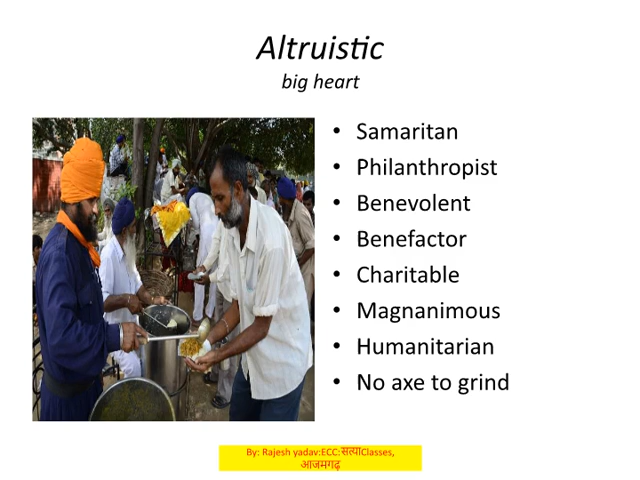 Altruistic
big heart
• Samaritan
• Philanthropist
• Benevolent
• Benefactor
• Charitable
• Magnanimous
• Humanitarian
• No axe to grind
By: Rajesh yadav:ECC:सत्याClasses,
आजमगढ़